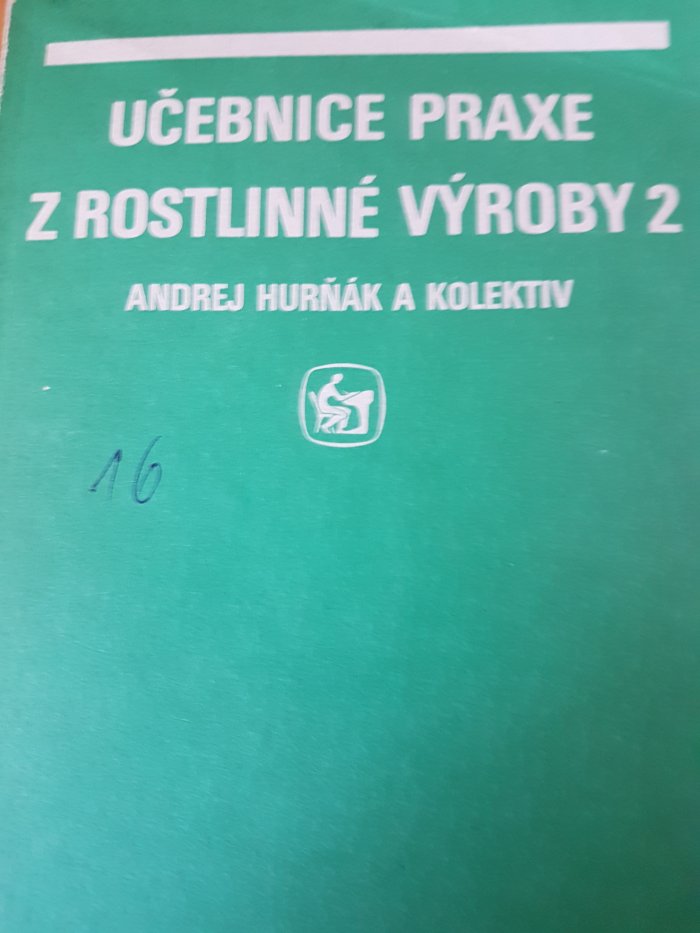 UČEBNICE PRAXE
Z ROSTLINNÉ VÝROBY 2
ANDREJ HURŇÁK A KOLEKTIV
16